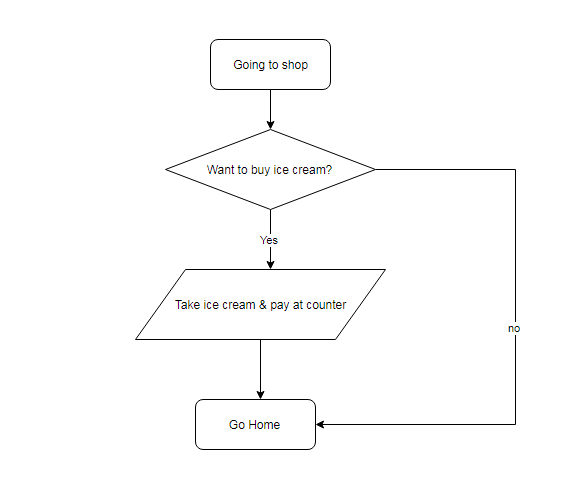 Going to shop
Want to buy ice cream?
Yes
Take ice cream & pay at counter
no
Go Home